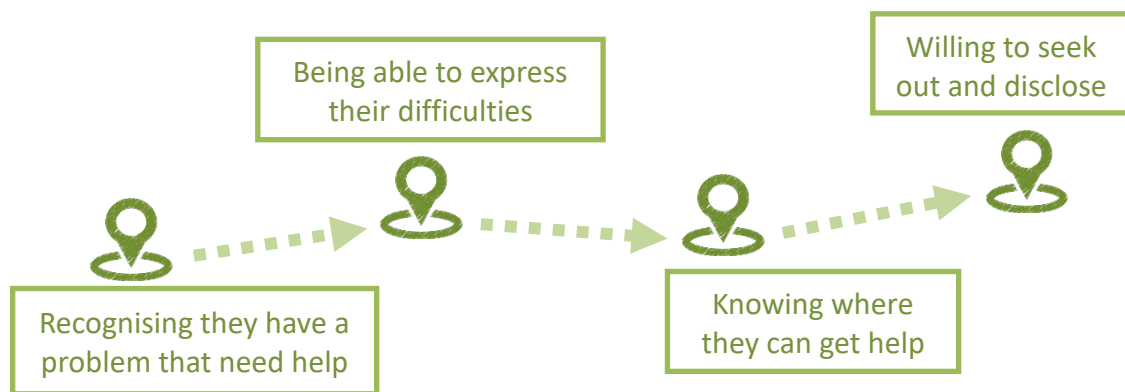 Recognising they have a
problem that need help
Being able to express
their difficulties
Knowing where
they can get help
Willing to seek
out and disclose